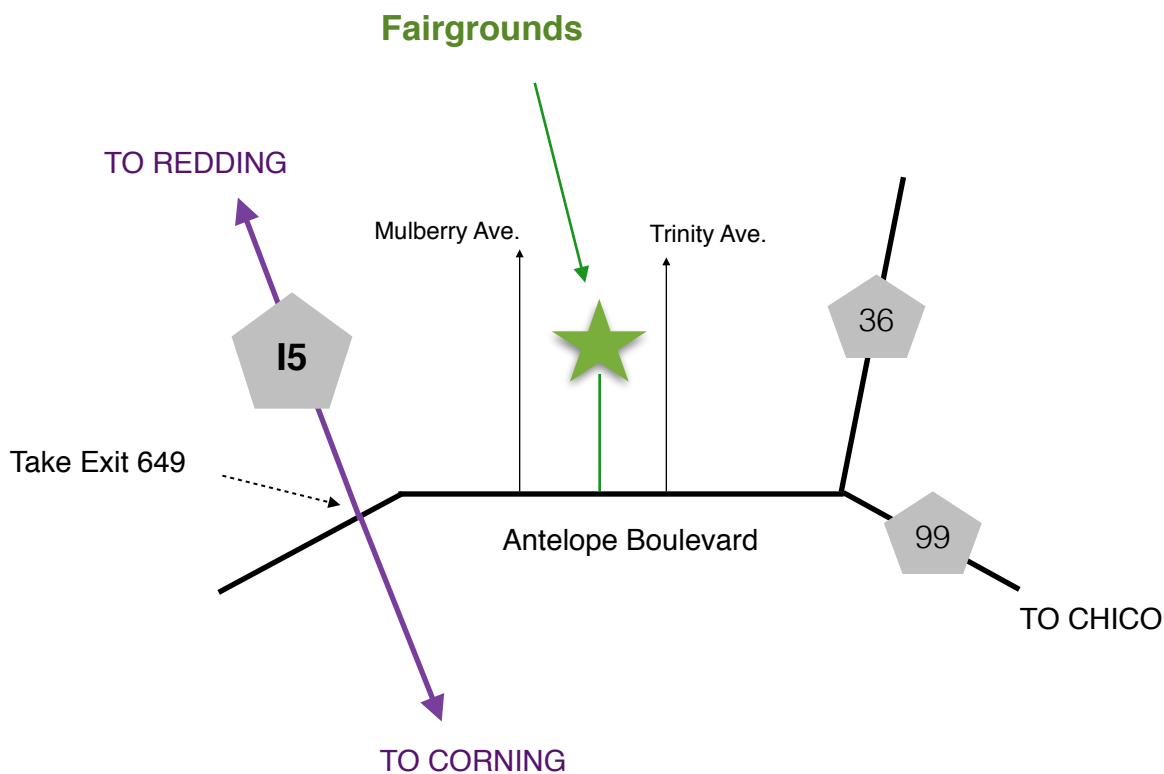 Fairgrounds
TO REDDING
Mulberry Ave.
Trinity Ave.
36
I5
Take Exit 649
Antelope Boulevard
99
TO CHICO
TO CORNING